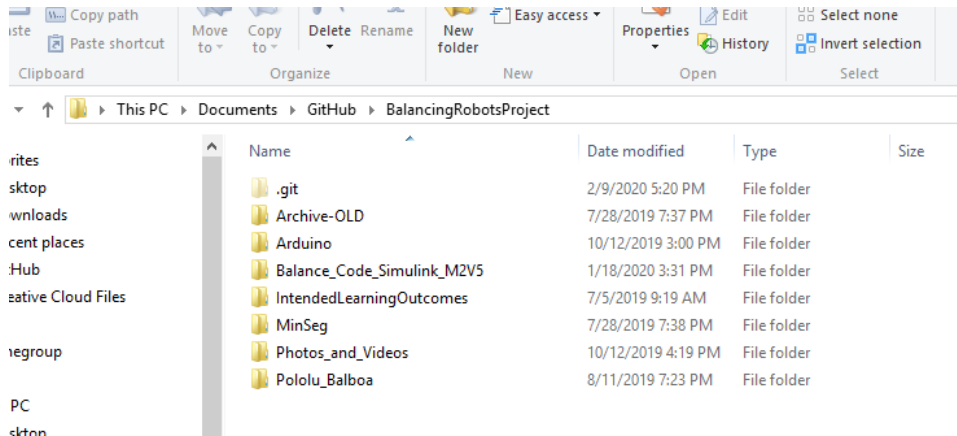 Copy path
Easy access
Edit
Select none
Paste shortcut
Move to
Copy to
Delete
Rename
New folder
Properties
History
Invert selection
Clipboard
Organize
New
Open
Select
This PC
Documents
GitHub
BalancingRobotsProject
Name
Date modified
Type
Size
.git 2/9/2020 5:20 PM File folder
Archive-OLD 7/28/2019 7:37 PM File folder
Arduino 10/12/2019 3:00 PM File folder
Balance_Code_Simulink_M2V5 1/18/2020 3:31 PM File folder
IntendedLearningOutcomes 7/5/2019 9:19 AM File folder
MinSeg 7/28/2019 7:38 PM File folder
Photos_and_Videos 10/12/2019 4:19 PM File folder
Pololu_Balboa 8/11/2019 7:23 PM File folder
rites
sktop
wnloads
cent places
Hub
eative Cloud Files
negroup
PC
sktop